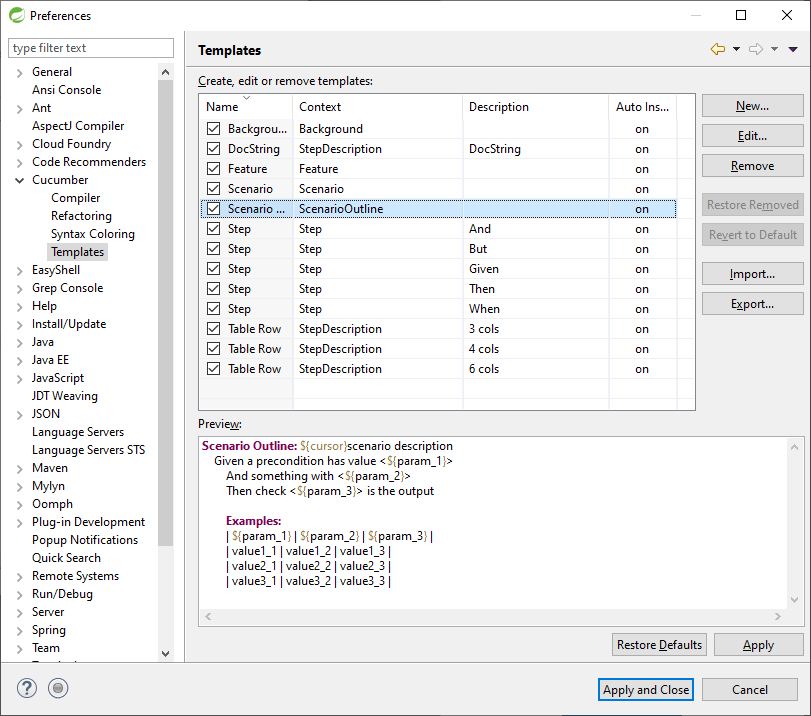 Preferences
type filter text
General
Ansi Console
Ant
AspectJ Compiler
Cloud Foundry
Code Recommenders
Cucumber
Compiler
Refactoring
Syntax Coloring
Templates
EasyShell
Grep Console
Help
Install/Update
Java
Java EE
JavaScript
JDT Weaving
JSON
Language Servers
Language Servers STS
Maven
Mylyn
Oomph
Plug-in Development
Popup Notifications
Quick Search
Remote Systems
Run/Debug
Server
Spring
Team
Templates
Create, edit or remove templates:
Name Context Description Auto Ins...
Backgrou... Background on
DocString StepDescription DocString on
Feature Feature on
Scenario Scenario on
Scenario ... ScenarioOutline on
Step Step And on
Step Step But on
Step Step Given on
Step Step Then on
Step Step When on
Table Row StepDescription 3 cols on
Table Row StepDescription 4 cols on
Table Row StepDescription 6 cols on
New...
Edit...
Remove
Restore Removed
Revert to Default
Import...
Export...
Preview:
Scenario Outline: ${cursor}scenario description
Given a precondition has value <${param_1}>
And something with <${param_2}>
Then check <${param_3}> is the output
Examples:
| ${param_1} | ${param_2} | ${param_3} |
| value1_1 | value1_2 | value1_3 |
| value2_1 | value2_2 | value2_3 |
| value3_1 | value3_2 | value3_3 |
Restore Defaults Apply
? Apply and Close Cancel